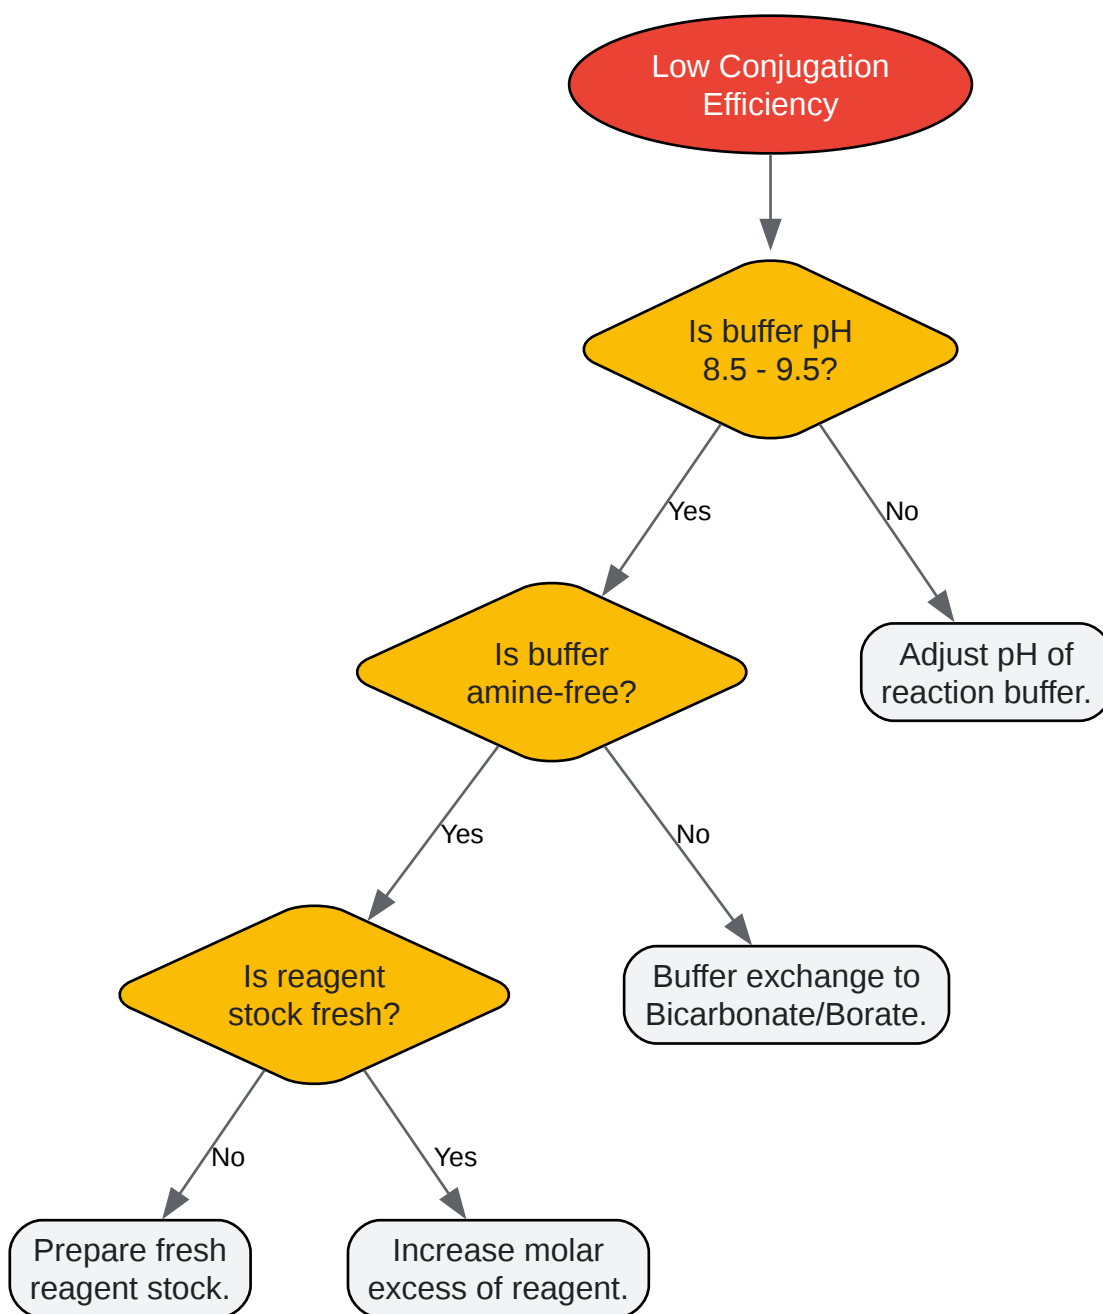 Low Conjugation
Efficiency
Is buffer pH
8.5 - 9.5?
Yes
No
Is buffer
amine-free?
Adjust pH of
reaction buffer.
Yes
No
Is reagent
stock fresh?
Buffer exchange to
Bicarbonate/Borate.
No
Yes
Prepare fresh
reagent stock.
Increase molar
excess of reagent.